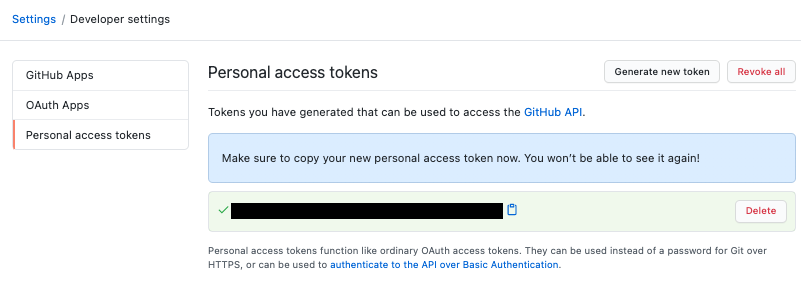 Settings / Developer settings
GitHub Apps
OAuth Apps
Personal access tokens
Personal access tokens
Generate new token
Revoke all
Tokens you have generated that can be used to access the GitHub API.
Make sure to copy your new personal access token now. You won’t be able to see it again!
Delete
Personal access tokens function like ordinary OAuth access tokens. They can be used instead of a password for Git over
HTTPS, or can be used to authenticate to the API over Basic Authentication.